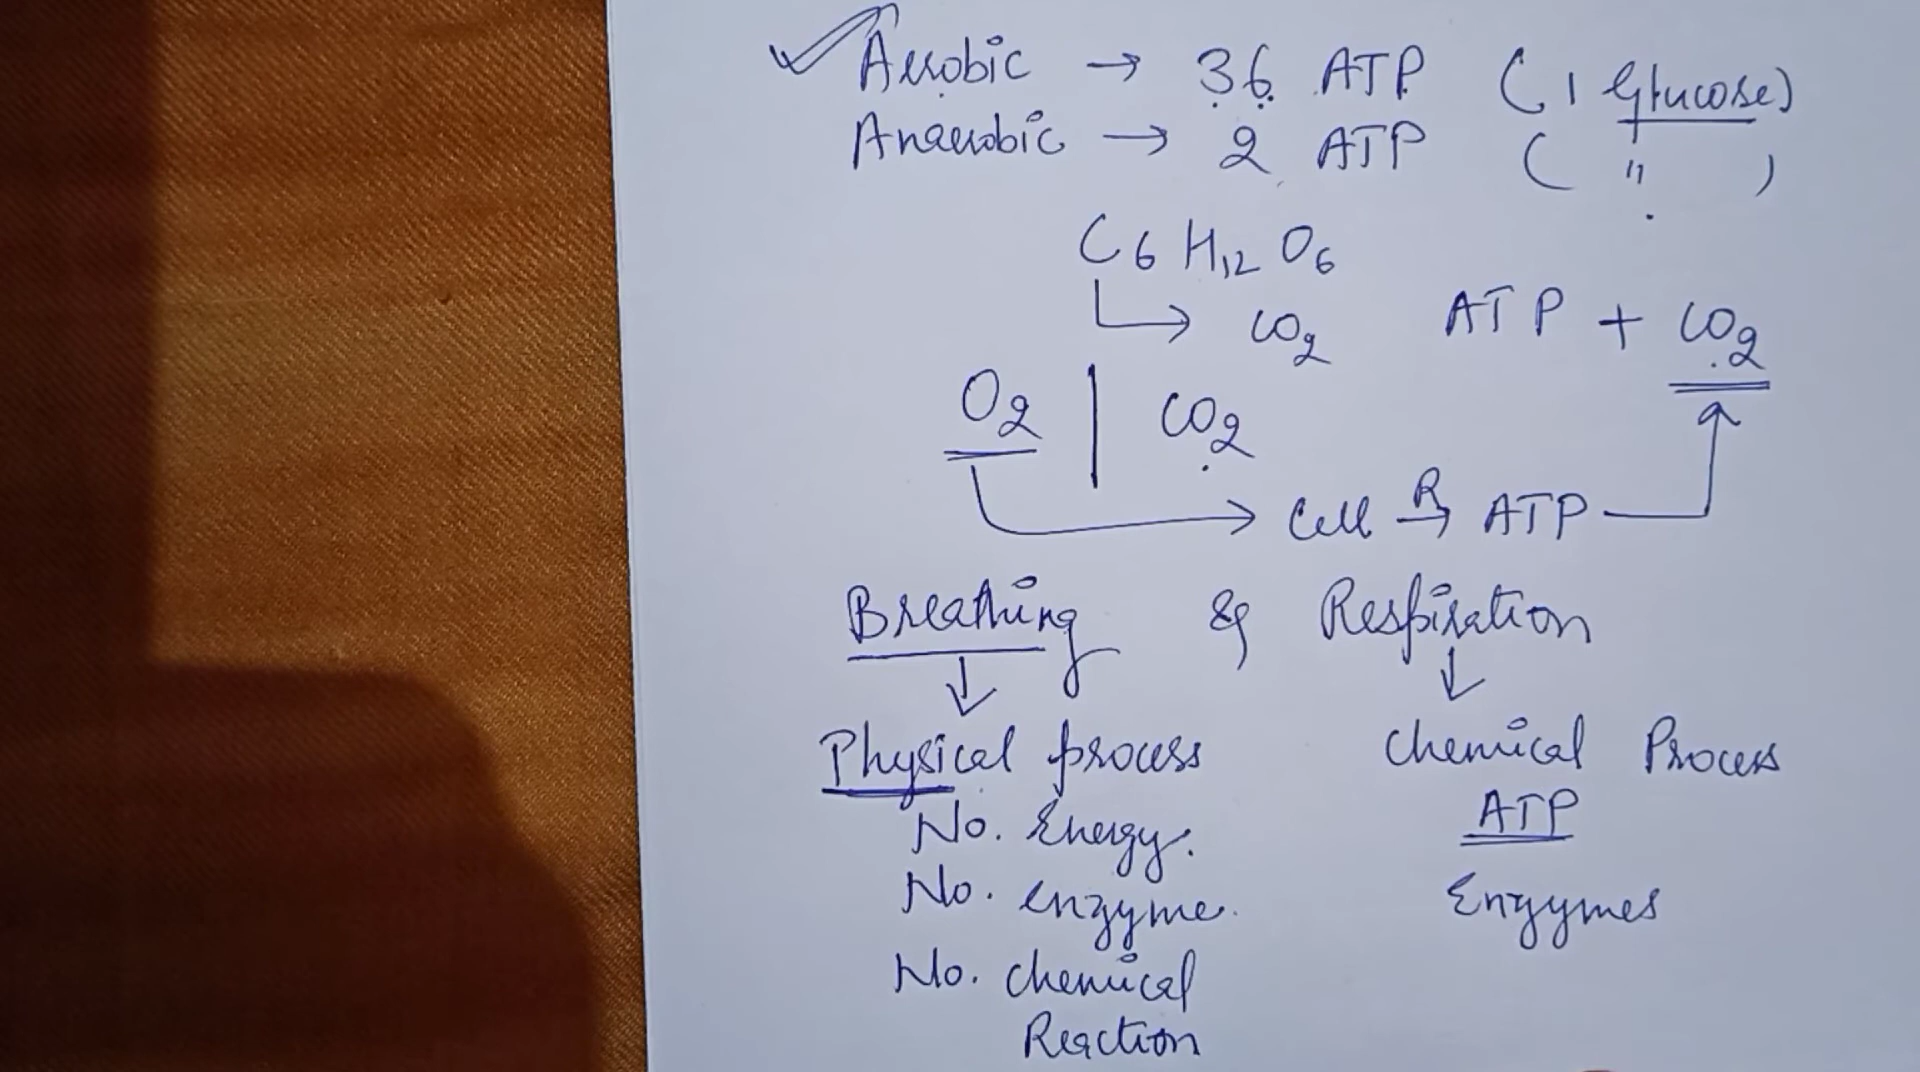 Aerobic → 36 ATP (1 Glucose)
Anaerobic → 2 ATP ( " )
C6 H12 O6
→ CO2 ATP + CO2
O2 | CO2
→ Cell R→ ATP
Breathing & Respiration
↓ ↓
Physical process Chemical Process
No. Energy. ATP
No. enzyme. Enzymes
No. chemical
Reaction